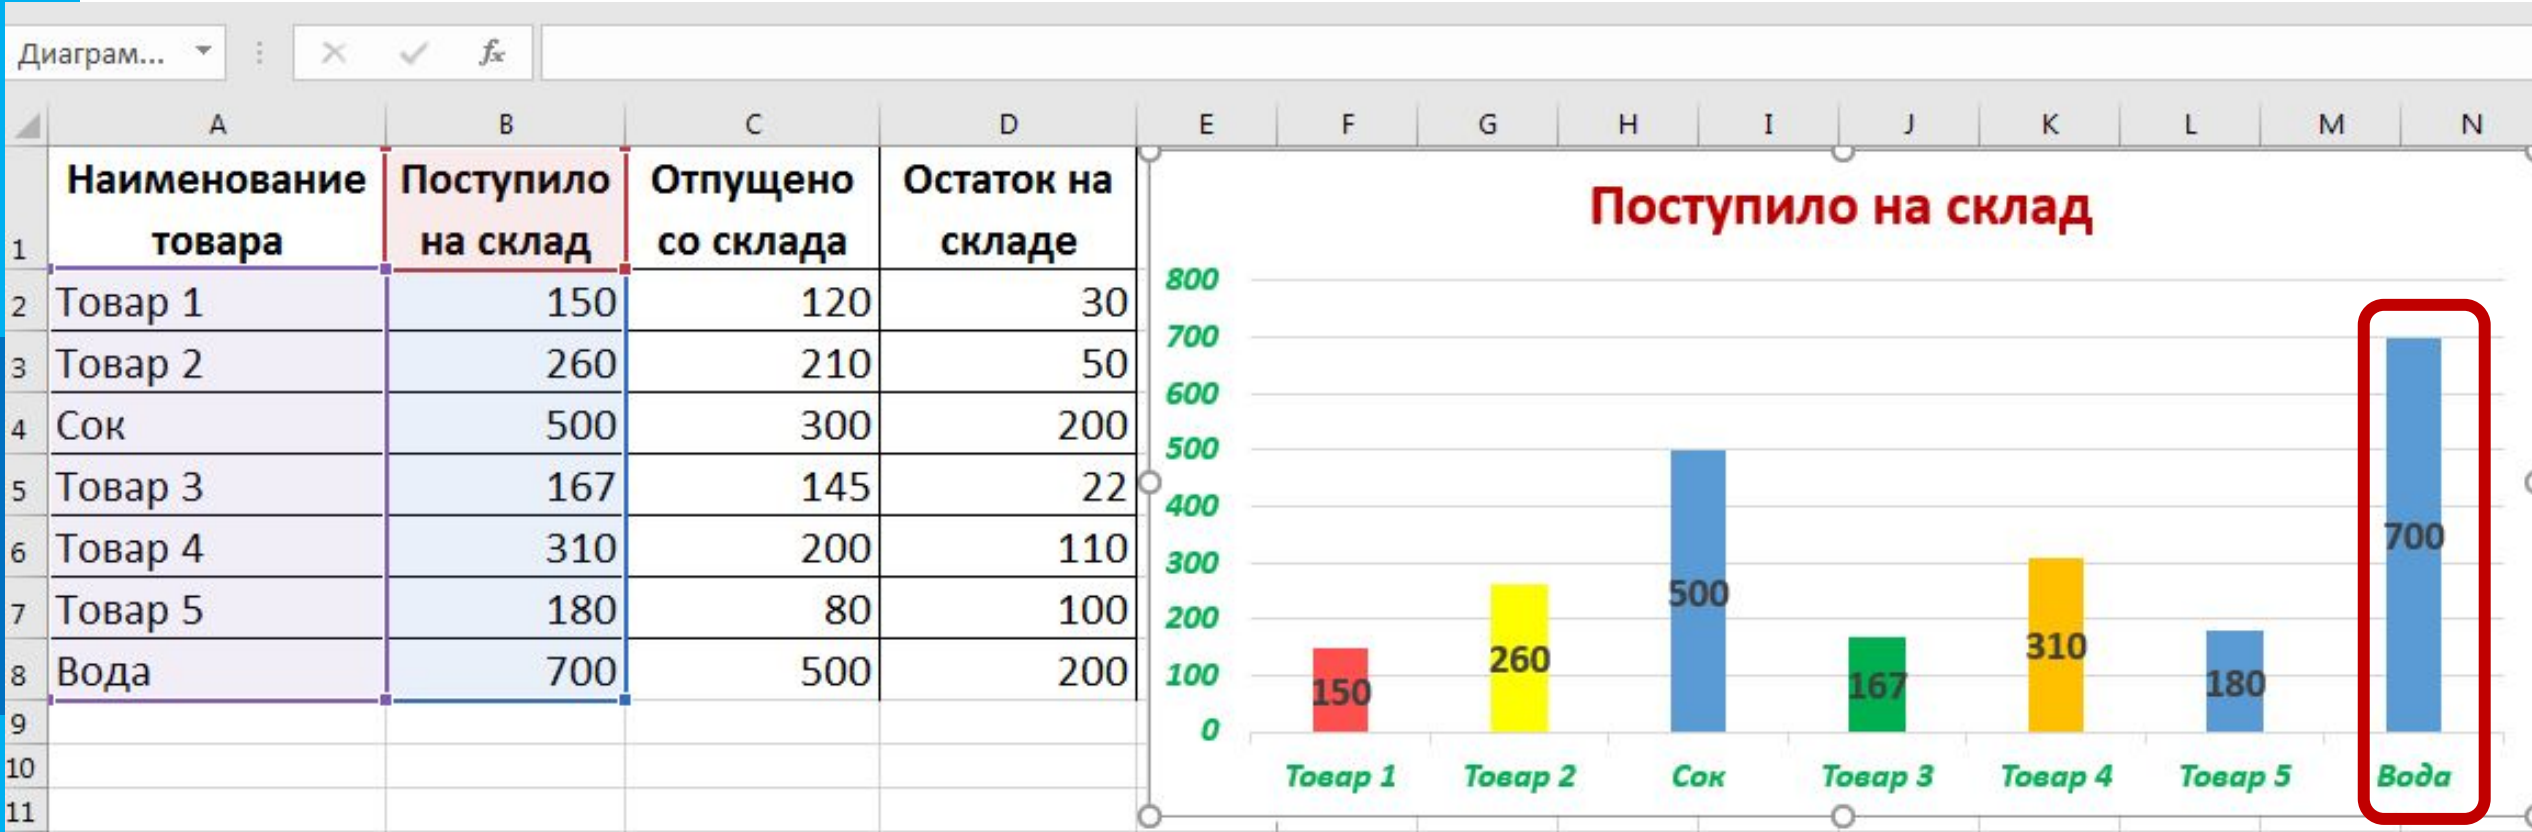 Диаграм...
fx
A B C D E F G H I J K L M N
1 Наименование товара Поступило на склад Отпущено со склада Остаток на складе
2 Товар 1 150 120 30
3 Товар 2 260 210 50
4 Сок 500 300 200
5 Товар 3 167 145 22
6 Товар 4 310 200 110
7 Товар 5 180 80 100
8 Вода 700 500 200
9
10
11
Поступило на склад
800
700
600
500
400
300
200
100
0
150 260 500 167 310 180 700
Товар 1 Товар 2 Сок Товар 3 Товар 4 Товар 5 Вода